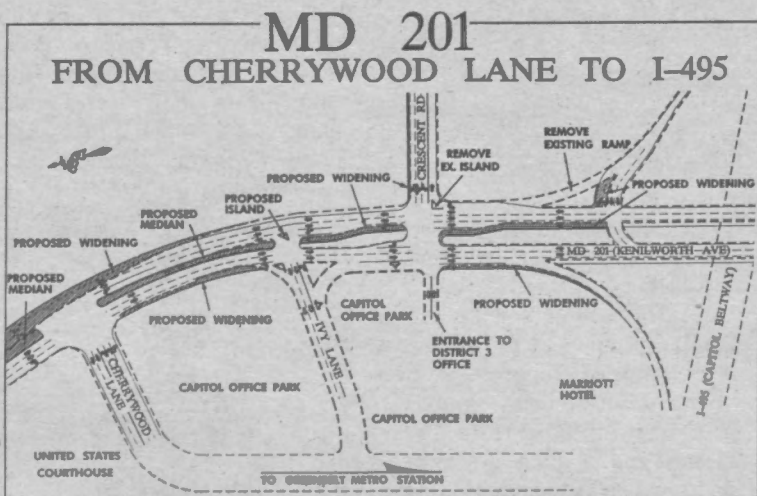 MD 201
FROM CHERRYWOOD LANE TO I-495
CRESCENT RD
REMOVE
EX. ISLAND
REMOVE
EXISTING RAMP
PROPOSED WIDENING
PROPOSED WIDENING
PROPOSED
ISLAND
PROPOSED
MEDIAN
PROPOSED WIDENING
PROPOSED
MEDIAN
MD 201 (KENILWORTH AVE)
PROPOSED WIDENING
PROPOSED WIDENING
CAPITOL
OFFICE PARK
IVY LANE
ENTRANCE TO
DISTRICT 3
OFFICE
I-495 (CAPITOL BELTWAY)
CHERRYWOOD
LANE
CAPITOL OFFICE PARK
CAPITOL OFFICE PARK
MARRIOTT
HOTEL
UNITED STATES
COURTHOUSE
TO GREENBELT METRO STATION